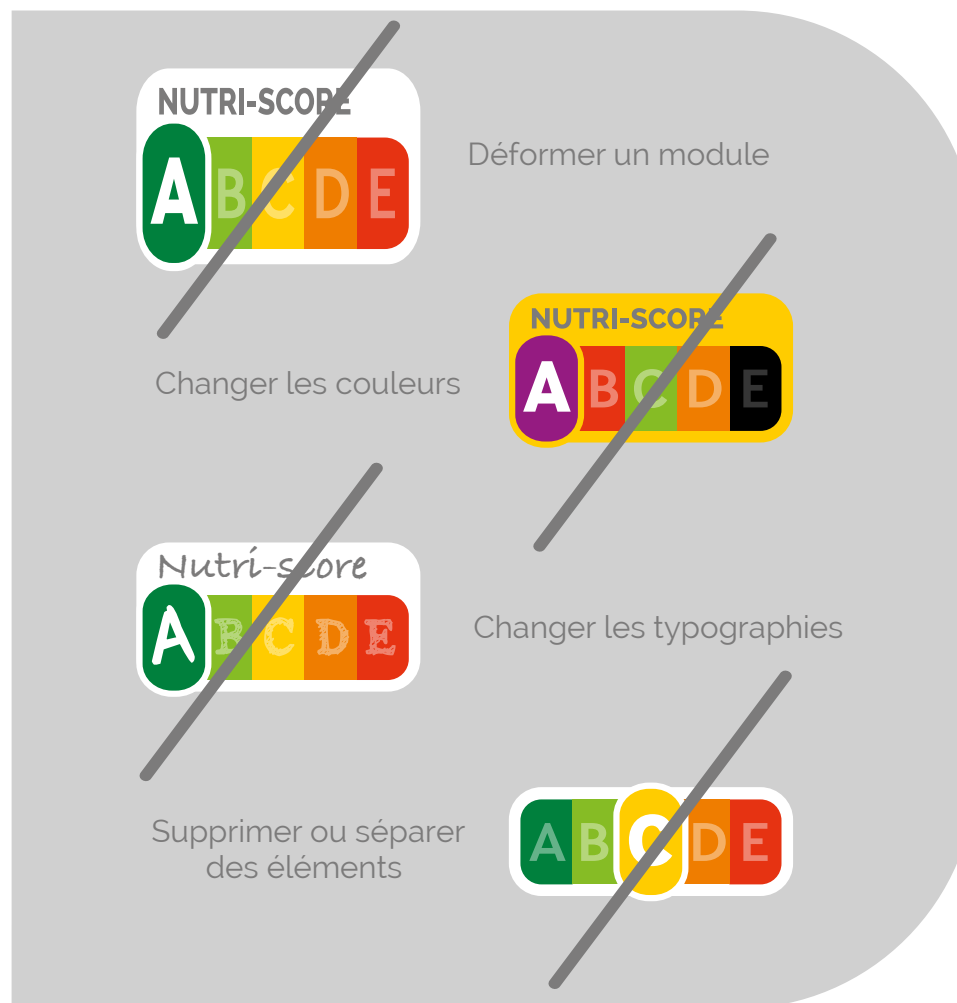 NUTRI-SCORE
A B C D E
Déformer un module
NUTRI-SCORE
A B C D E
Changer les couleurs
Nutri-score
A B C D E
Changer les typographies
A B C D E
Supprimer ou séparer
des éléments